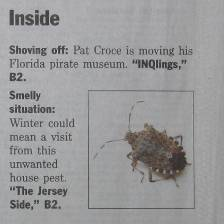 Inside
Shoving off: Pat Croce is moving his
Florida pirate museum. "INQlings,"
B2.
Smelly
situation:
Winter could
mean a visit
from this
unwanted
house pest.
"The Jersey
Side," B2.